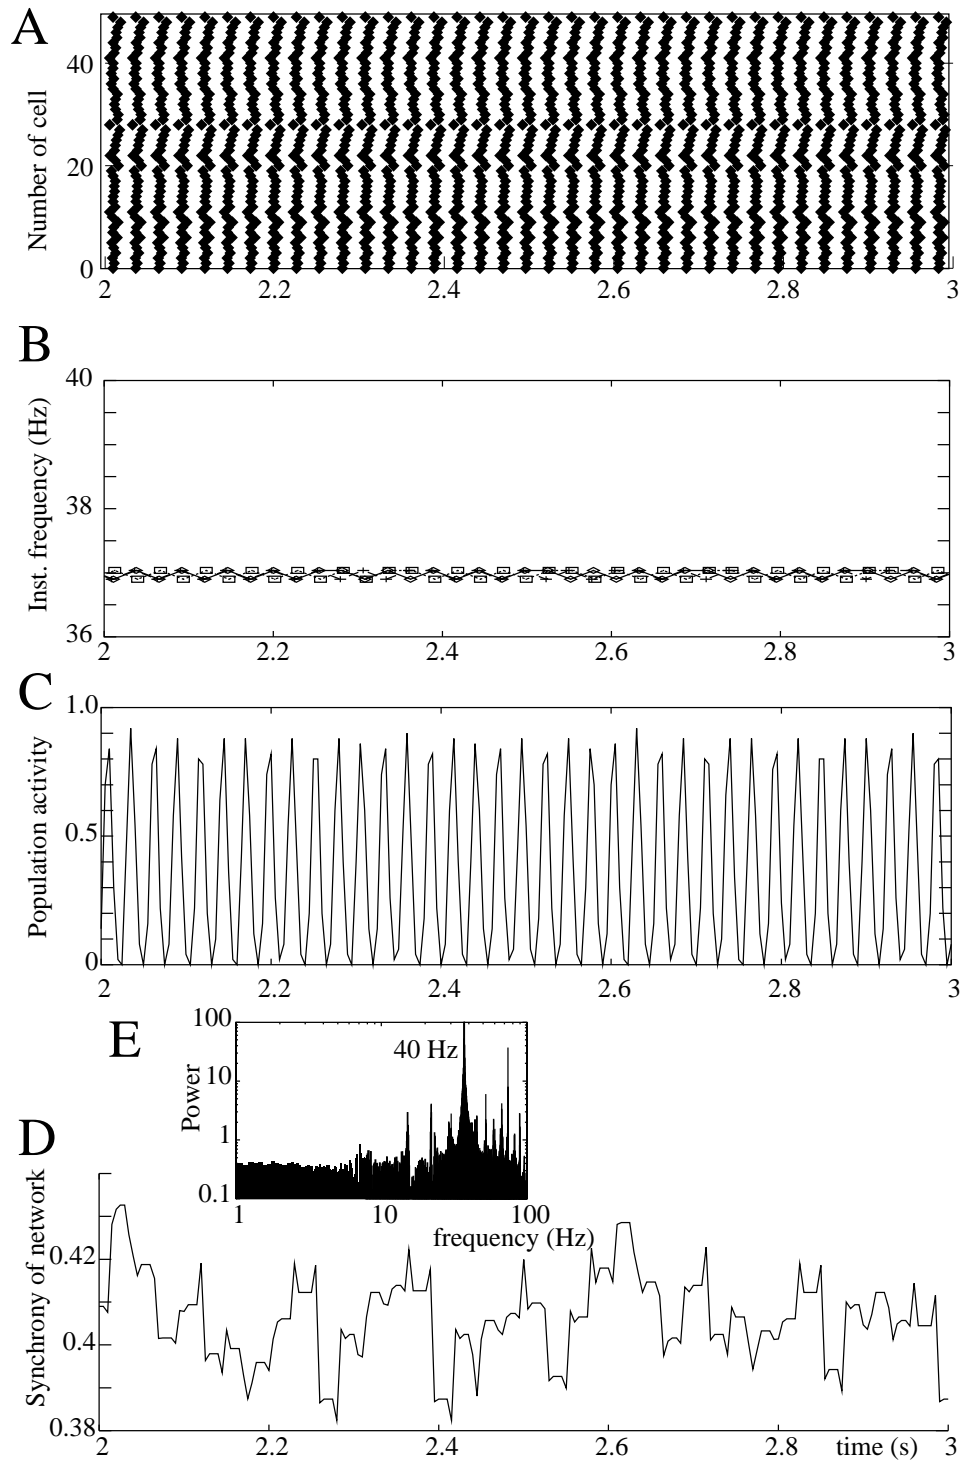 A
Number of cell
40
20
0
2 2.2 2.4 2.6 2.8 3
B
Inst. frequency (Hz)
40
38
36
2 2.2 2.4 2.6 2.8 3
C
Population activity
1.0
0.5
0
2 2.2 2.4 2.6 2.8 3
E
Power
100
10
1
0.1
40 Hz
1 10 100
frequency (Hz)
D
Synchrony of network
0.42
0.4
0.38
2 2.2 2.4 2.6 2.8 time (s) 3